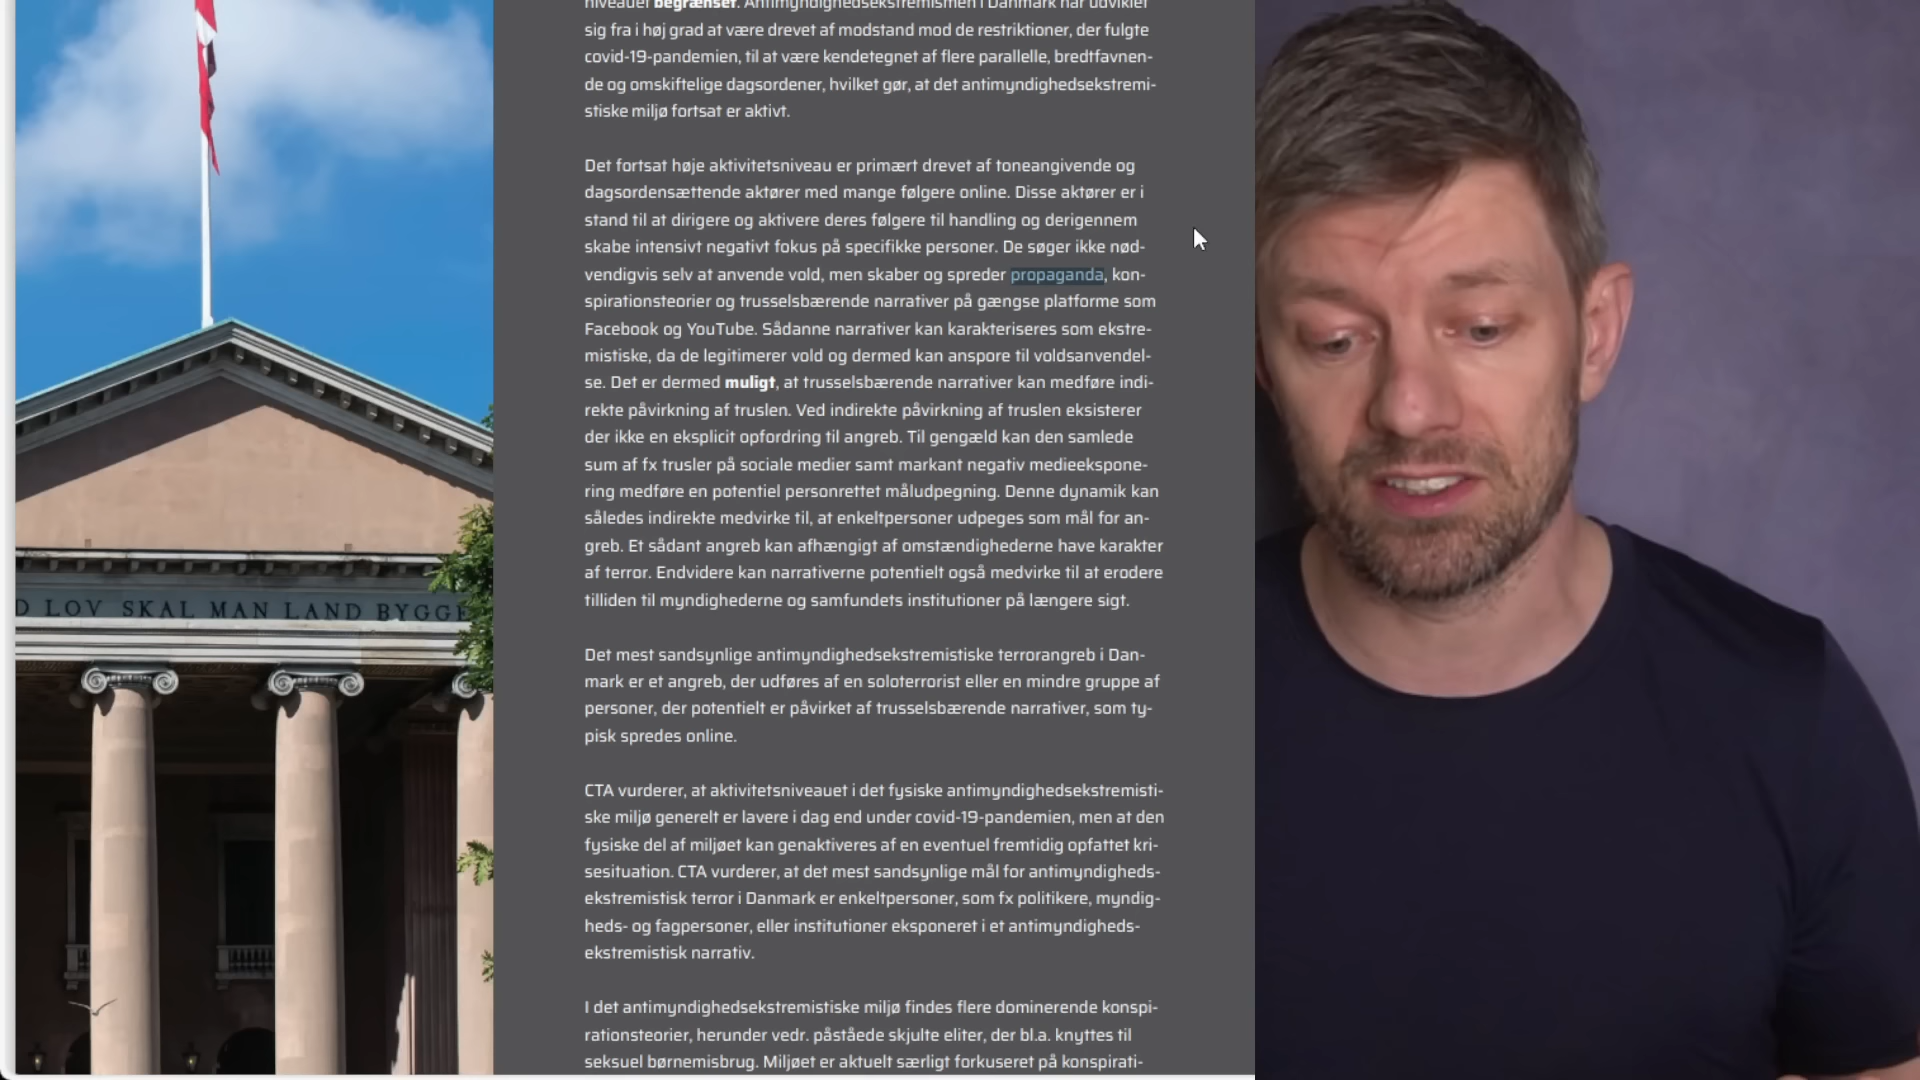 niveauet begrænset. Antimyndighedsekstremismen i Danmark har udviklet
sig fra i høj grad at være drevet af modstand mod de restriktioner, der fulgte
covid-19-pandemien, til at være kendetegnet af flere parallelle, bredtfavnen-
de og omskiftelige dagsordener, hvilket gør, at det antimyndighedsekstremi-
stiske miljø fortsat er aktivt.
Det fortsat høje aktivitetsniveau er primært drevet af toneangivende og
dagsordensættende aktører med mange følgere online. Disse aktører er i
stand til at dirigere og aktivere deres følgere til handling og derigennem
skabe intensivt negativt fokus på specifikke personer. De søger ikke nød-
vendigvis selv at anvende vold, men skaber og spreder propaganda, kon-
spirationsteorier og trusselsbærende narrativer på gængse platforme som
Facebook og YouTube. Sådanne narrativer kan karakteriseres som ekstre-
mistiske, da de legitimerer vold og dermed kan anspore til voldsanvendel-
se. Det er dermed muligt, at trusselsbærende narrativer kan medføre indi-
rekte påvirkning af truslen. Ved indirekte påvirkning af truslen eksisterer
der ikke en eksplicit opfordring til angreb. Til gengæld kan den samlede
sum af fx trusler på sociale medier samt markant negativ medieekspone-
ring medføre en potentiel personrettet måludpegning. Denne dynamik kan
således indirekte medvirke til, at enkeltpersoner udpeges som mål for an-
greb. Et sådant angreb kan afhængigt af omstændighederne have karakter
af terror. Endvidere kan narrativerne potentielt også medvirke til at erodere
tilliden til myndighederne og samfundets institutioner på længere sigt.
Det mest sandsynlige antimyndighedsekstremistiske terrorangreb i Dan-
mark er et angreb, der udføres af en soloterrorist eller en mindre gruppe af
personer, der potentielt er påvirket af trusselsbærende narrativer, som ty-
pisk spredes online.
CTA vurderer, at aktivitetsniveauet i det fysiske antimyndighedsekstremisti-
ske miljø generelt er lavere i dag end under covid-19-pandemien, men at den
fysiske del af miljøet kan genaktiveres af en eventuel fremtidig opfattet kri-
sesituation. CTA vurderer, at det mest sandsynlige mål for antimyndigheds-
ekstremistisk terror i Danmark er enkeltpersoner, som fx politikere, myndig-
heds- og fagpersoner, eller institutioner eksponeret i et antimyndigheds-
ekstremistisk narrativ.
I det antimyndighedsekstremistiske miljø findes flere dominerende konspi-
rationsteorier, herunder vedr. påståede skjulte eliter, der bl.a. knyttes til
seksuel børnemisbrug. Miljøet er aktuelt særligt forkuseret på konspirati-
D LOV SKAL MAN LAND BYGGE